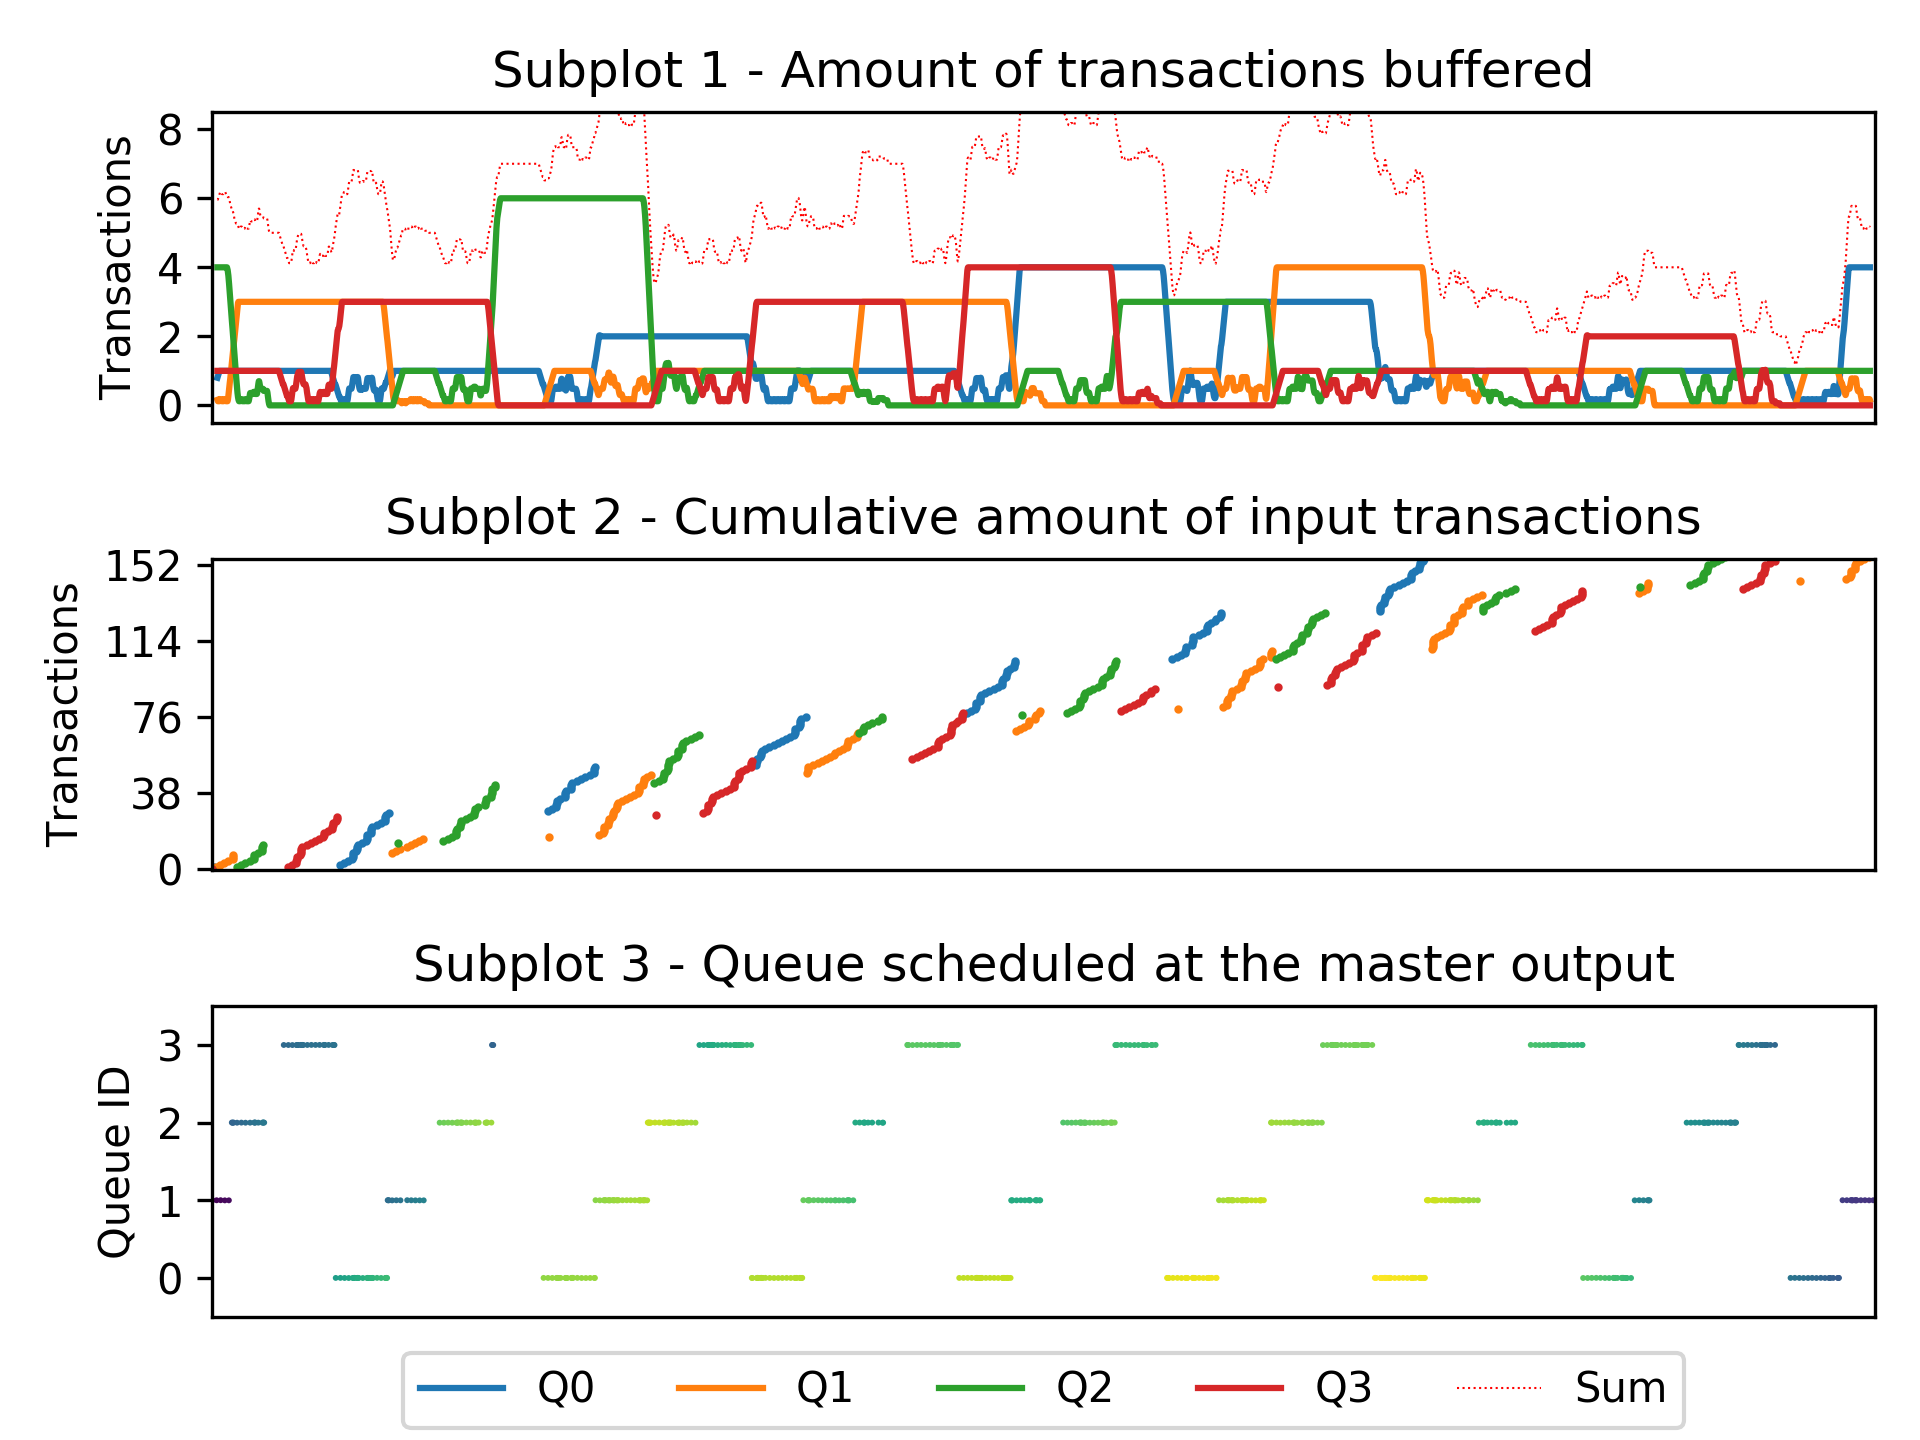 Subplot 1 - Amount of transactions buffered
Transactions
8
6
4
2
0
Subplot 2 - Cumulative amount of input transactions
Transactions
152
114
76
38
0
Subplot 3 - Queue scheduled at the master output
Queue ID
3
2
1
0
Q0 Q1 Q2 Q3 Sum